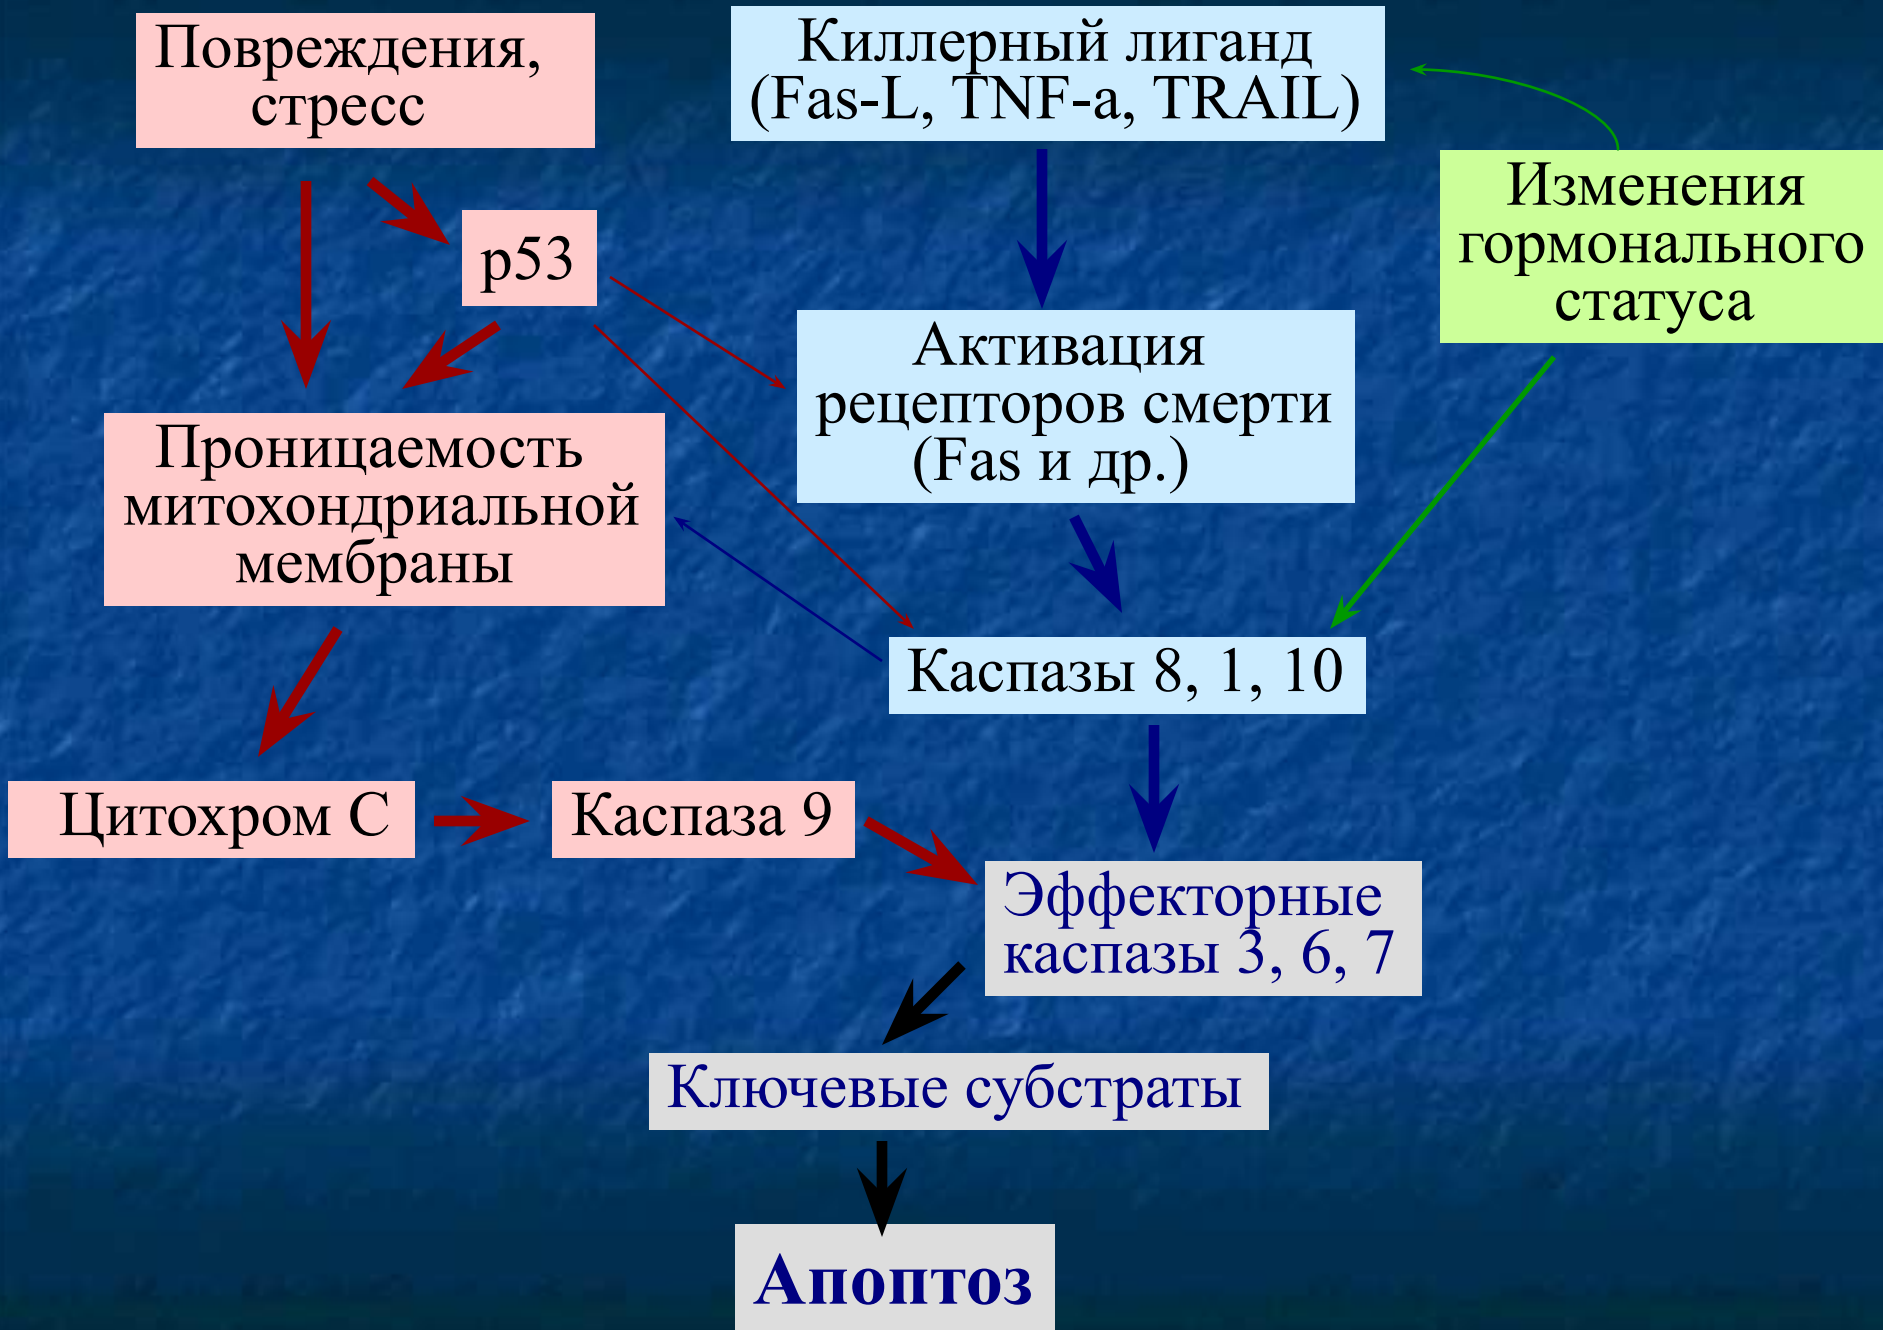 Повреждения,
стресс
Киллерный лиганд
(Fas-L, TNF-a, TRAIL)
Изменения
гормонального
статуса
p53
Активация
рецепторов смерти
(Fas и др.)
Проницаемость
митохондриальной
мембраны
Каспазы 8, 1, 10
Цитохром С
Каспаза 9
Эффекторные
каспазы 3, 6, 7
Ключевые субстраты
Апоптоз